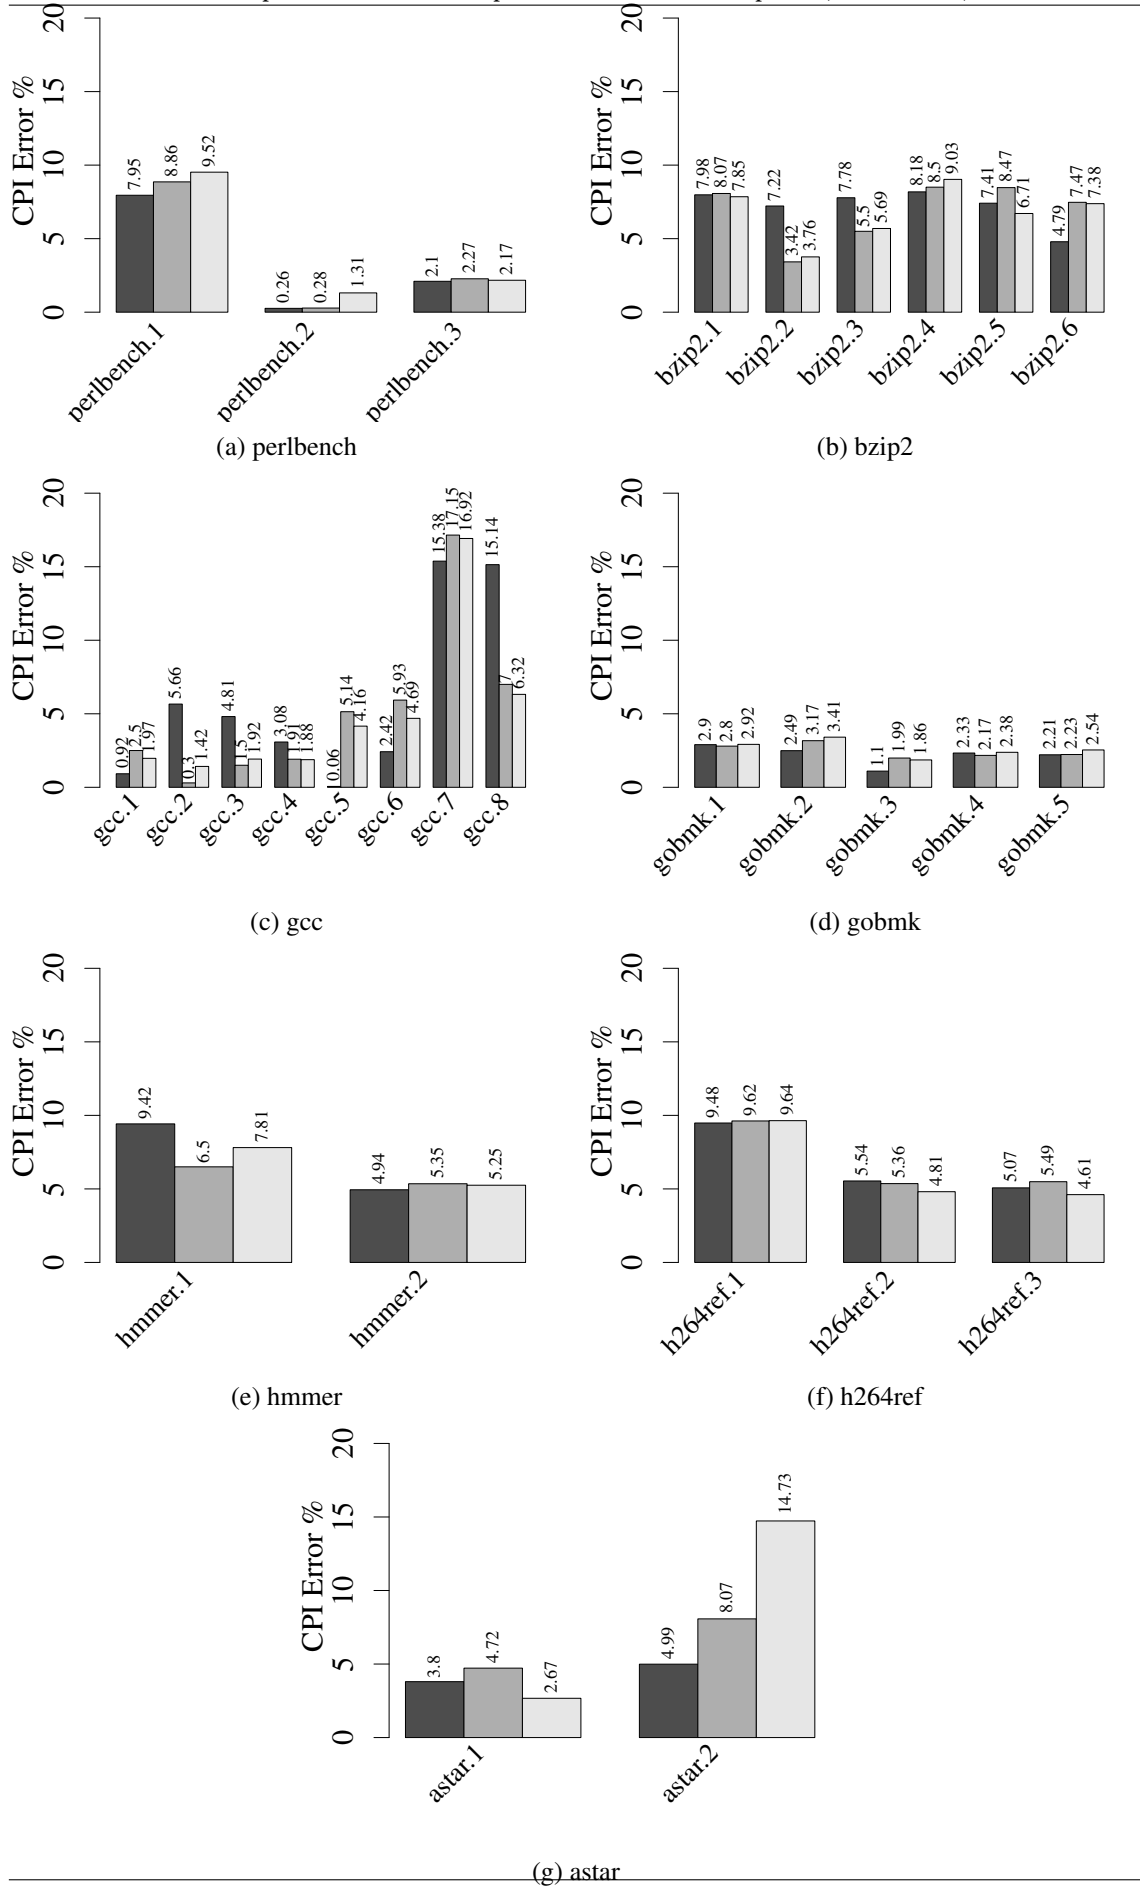 20
15
10
5
0
CPI Error %
7.95
8.86
9.52
0.26
0.28
1.31
2.1
2.27
2.17
perlbench.1
perlbench.2
perlbench.3
(a) perlbench
20
15
10
5
0
CPI Error %
7.98
8.07
7.85
7.22
3.42
3.76
7.78
5.5
5.69
8.18
8.5
9.03
7.41
8.47
6.71
4.79
7.47
7.38
bzip2.1
bzip2.2
bzip2.3
bzip2.4
bzip2.5
bzip2.6
(b) bzip2
20
15
10
5
0
CPI Error %
0.92
2.5
1.97
5.66
0.3
1.42
4.81
1.5
1.92
3.08
1.91
1.88
0.06
5.14
4.16
2.42
5.93
4.69
15.38
17.15
16.92
15.14
7
6.32
gcc.1
gcc.2
gcc.3
gcc.4
gcc.5
gcc.6
gcc.7
gcc.8
(c) gcc
20
15
10
5
0
CPI Error %
2.9
2.8
2.92
2.49
3.17
3.41
1.1
1.99
1.86
2.33
2.17
2.38
2.21
2.23
2.54
gobmk.1
gobmk.2
gobmk.3
gobmk.4
gobmk.5
(d) gobmk
20
15
10
5
0
CPI Error %
9.42
6.5
7.81
4.94
5.35
5.25
hmmer.1
hmmer.2
(e) hmmer
20
15
10
5
0
CPI Error %
9.48
9.62
9.64
5.54
5.36
4.81
5.07
5.49
4.61
h264ref.1
h264ref.2
h264ref.3
(f) h264ref
20
15
10
5
0
CPI Error %
3.8
4.72
2.67
4.99
8.07
14.73
astar.1
astar.2
(g) astar